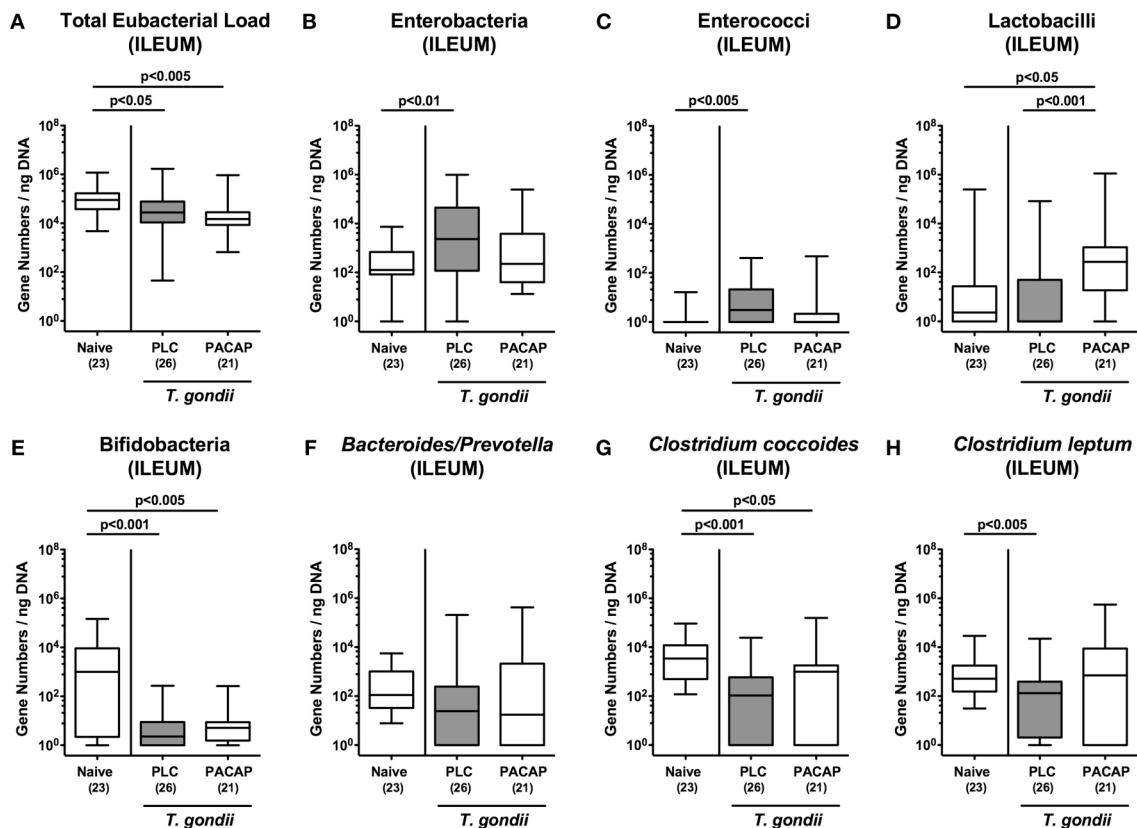 A Total Eubacterial Load
(ILEUM)
p<0.005
p<0.05
Gene Numbers / ng DNA
10^8
10^6
10^4
10^2
10^0
Naive PLC PACAP
(23) (26) (21)
T. gondii
B Enterobacteria
(ILEUM)
p<0.01
Gene Numbers / ng DNA
10^8
10^6
10^4
10^2
10^0
Naive PLC PACAP
(23) (26) (21)
T. gondii
C Enterococci
(ILEUM)
p<0.005
Gene Numbers / ng DNA
10^8
10^6
10^4
10^2
10^0
Naive PLC PACAP
(23) (26) (21)
T. gondii
D Lactobacilli
(ILEUM)
p<0.05
p<0.001
Gene Numbers / ng DNA
10^8
10^6
10^4
10^2
10^0
Naive PLC PACAP
(23) (26) (21)
T. gondii
E Bifidobacteria
(ILEUM)
p<0.005
p<0.001
Gene Numbers / ng DNA
10^8
10^6
10^4
10^2
10^0
Naive PLC PACAP
(23) (26) (21)
T. gondii
F Bacteroides/Prevotella
(ILEUM)
Gene Numbers / ng DNA
10^8
10^6
10^4
10^2
10^0
Naive PLC PACAP
(23) (26) (21)
T. gondii
G Clostridium coccoides
(ILEUM)
p<0.05
p<0.001
Gene Numbers / ng DNA
10^8
10^6
10^4
10^2
10^0
Naive PLC PACAP
(23) (26) (21)
T. gondii
H Clostridium leptum
(ILEUM)
p<0.005
Gene Numbers / ng DNA
10^8
10^6
10^4
10^2
10^0
Naive PLC PACAP
(23) (26) (21)
T. gondii